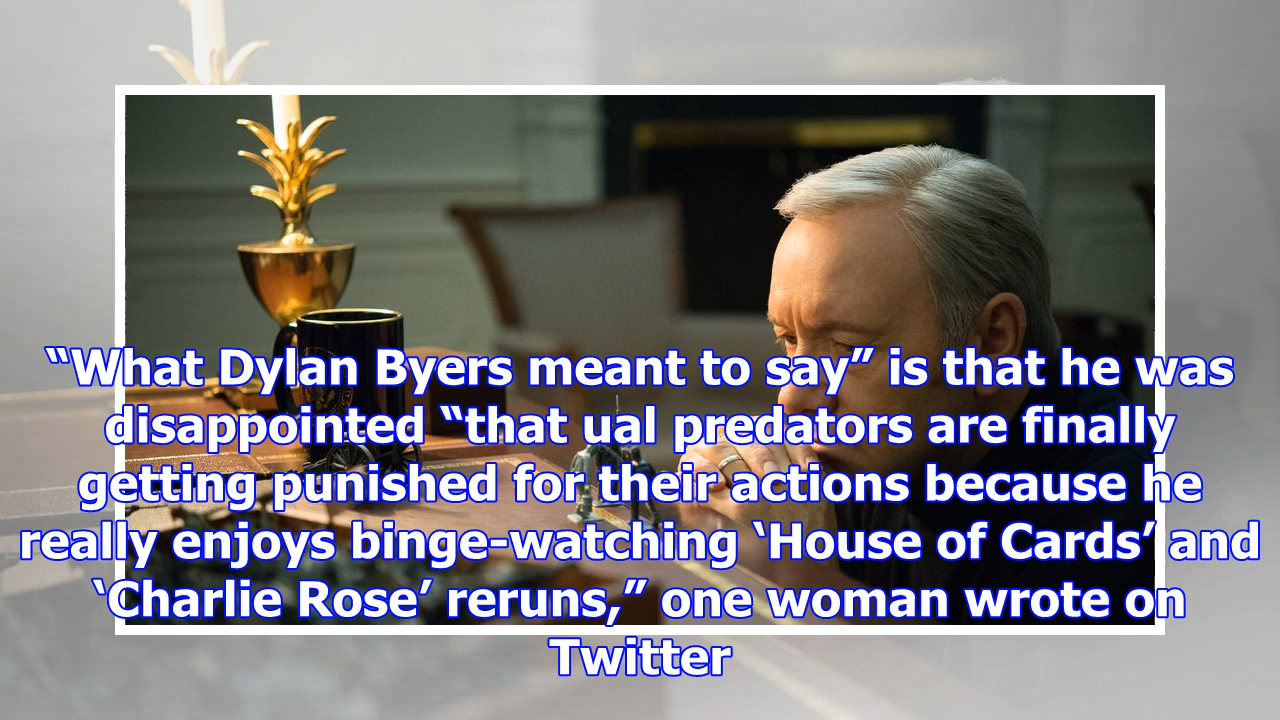 “What Dylan Byers meant to say” is that he was
disappointed “that ual predators are finally
getting punished for their actions because he
really enjoys binge-watching ‘House of Cards’ and
‘Charlie Rose’ reruns,” one woman wrote on
Twitter